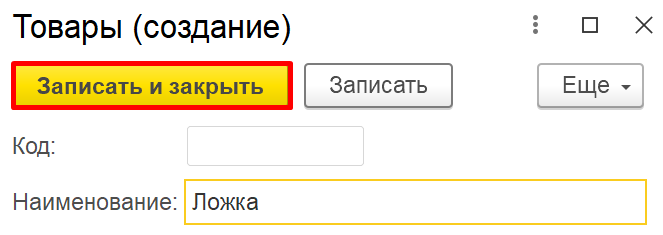 Товары (создание)
Записать и закрыть Записать Еще
Код:
Наименование: Ложка